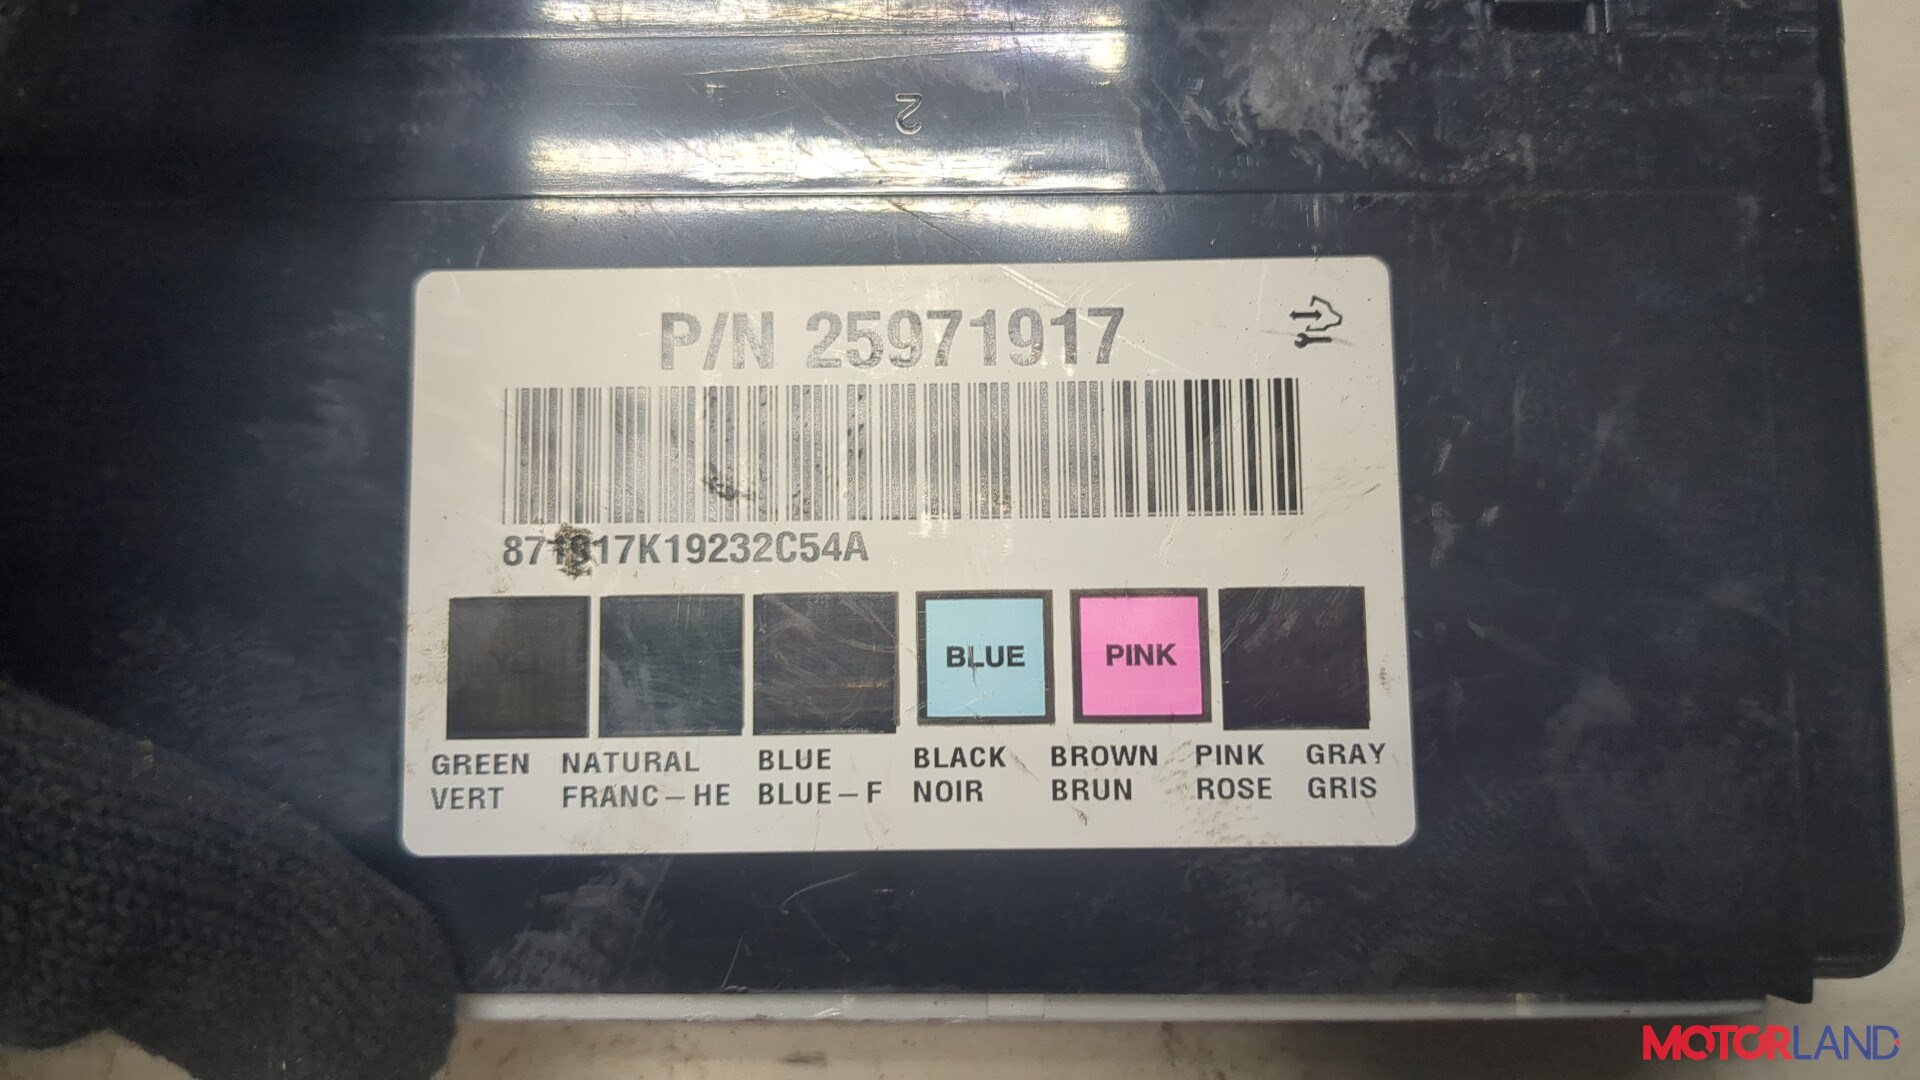 2
P/N 25971917
871917K19232C54A
BLUE PINK
GREEN NATURAL BLUE BLACK BROWN PINK GRAY
VERT FRANC-HE BLUE-F NOIR BRUN ROSE GRIS
MOTORLAND